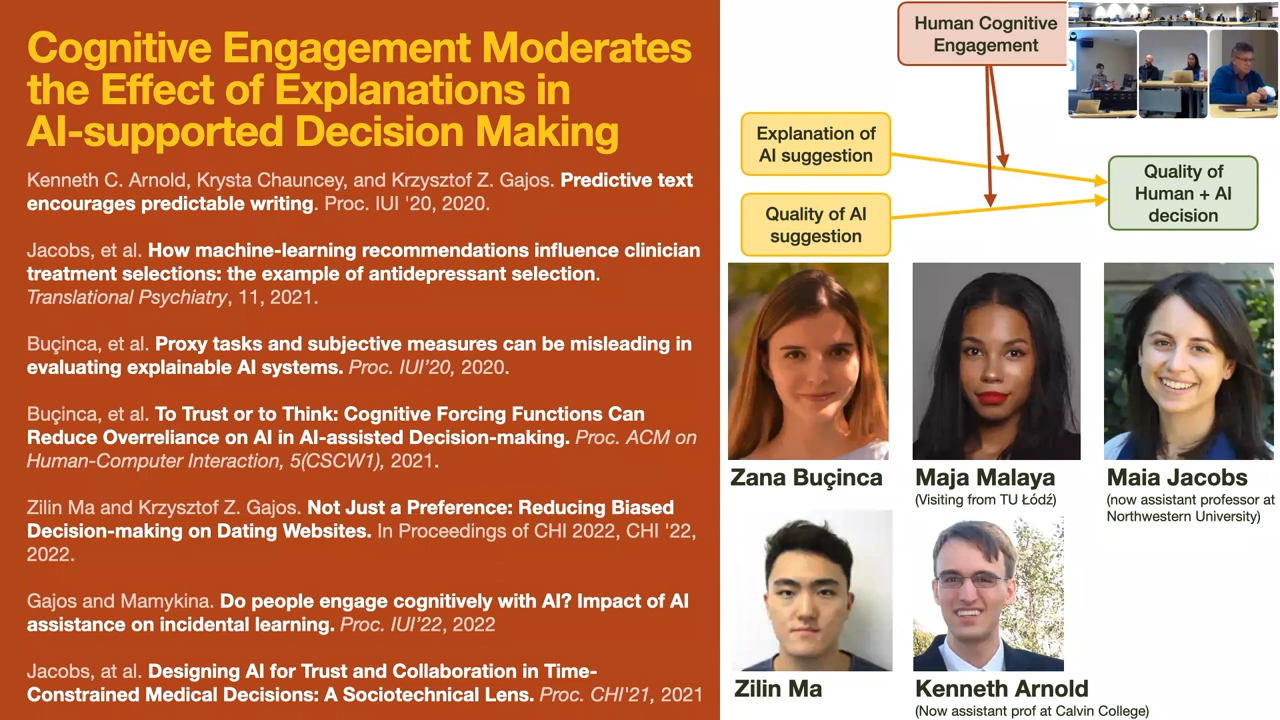 Cognitive Engagement Moderates
the Effect of Explanations in
AI-supported Decision Making
Kenneth C. Arnold, Krysta Chauncey, and Krzysztof Z. Gajos. Predictive text
encourages predictable writing. Proc. IUI '20, 2020.
Jacobs, et al. How machine-learning recommendations influence clinician
treatment selections: the example of antidepressant selection.
Translational Psychiatry, 11, 2021.
Buçinca, et al. Proxy tasks and subjective measures can be misleading in
evaluating explainable AI systems. Proc. IUI’20, 2020.
Buçinca, et al. To Trust or to Think: Cognitive Forcing Functions Can
Reduce Overreliance on AI in AI-assisted Decision-making. Proc. ACM on
Human-Computer Interaction, 5(CSCW1), 2021.
Zilin Ma and Krzysztof Z. Gajos. Not Just a Preference: Reducing Biased
Decision-making on Dating Websites. In Proceedings of CHI 2022, CHI '22,
2022.
Gajos and Mamykina. Do people engage cognitively with AI? Impact of AI
assistance on incidental learning. Proc. IUI’22, 2022
Jacobs, at al. Designing AI for Trust and Collaboration in Time-
Constrained Medical Decisions: A Sociotechnical Lens. Proc. CHI'21, 2021
Human Cognitive
Engagement
Explanation of
AI suggestion
Quality of AI
suggestion
Quality of
Human + AI
decision
Zana Buçinca
Maja Malaya
(Visiting from TU Łódź)
Maia Jacobs
(now assistant professor at
Northwestern University)
Zilin Ma
Kenneth Arnold
(Now assistant prof at Calvin College)